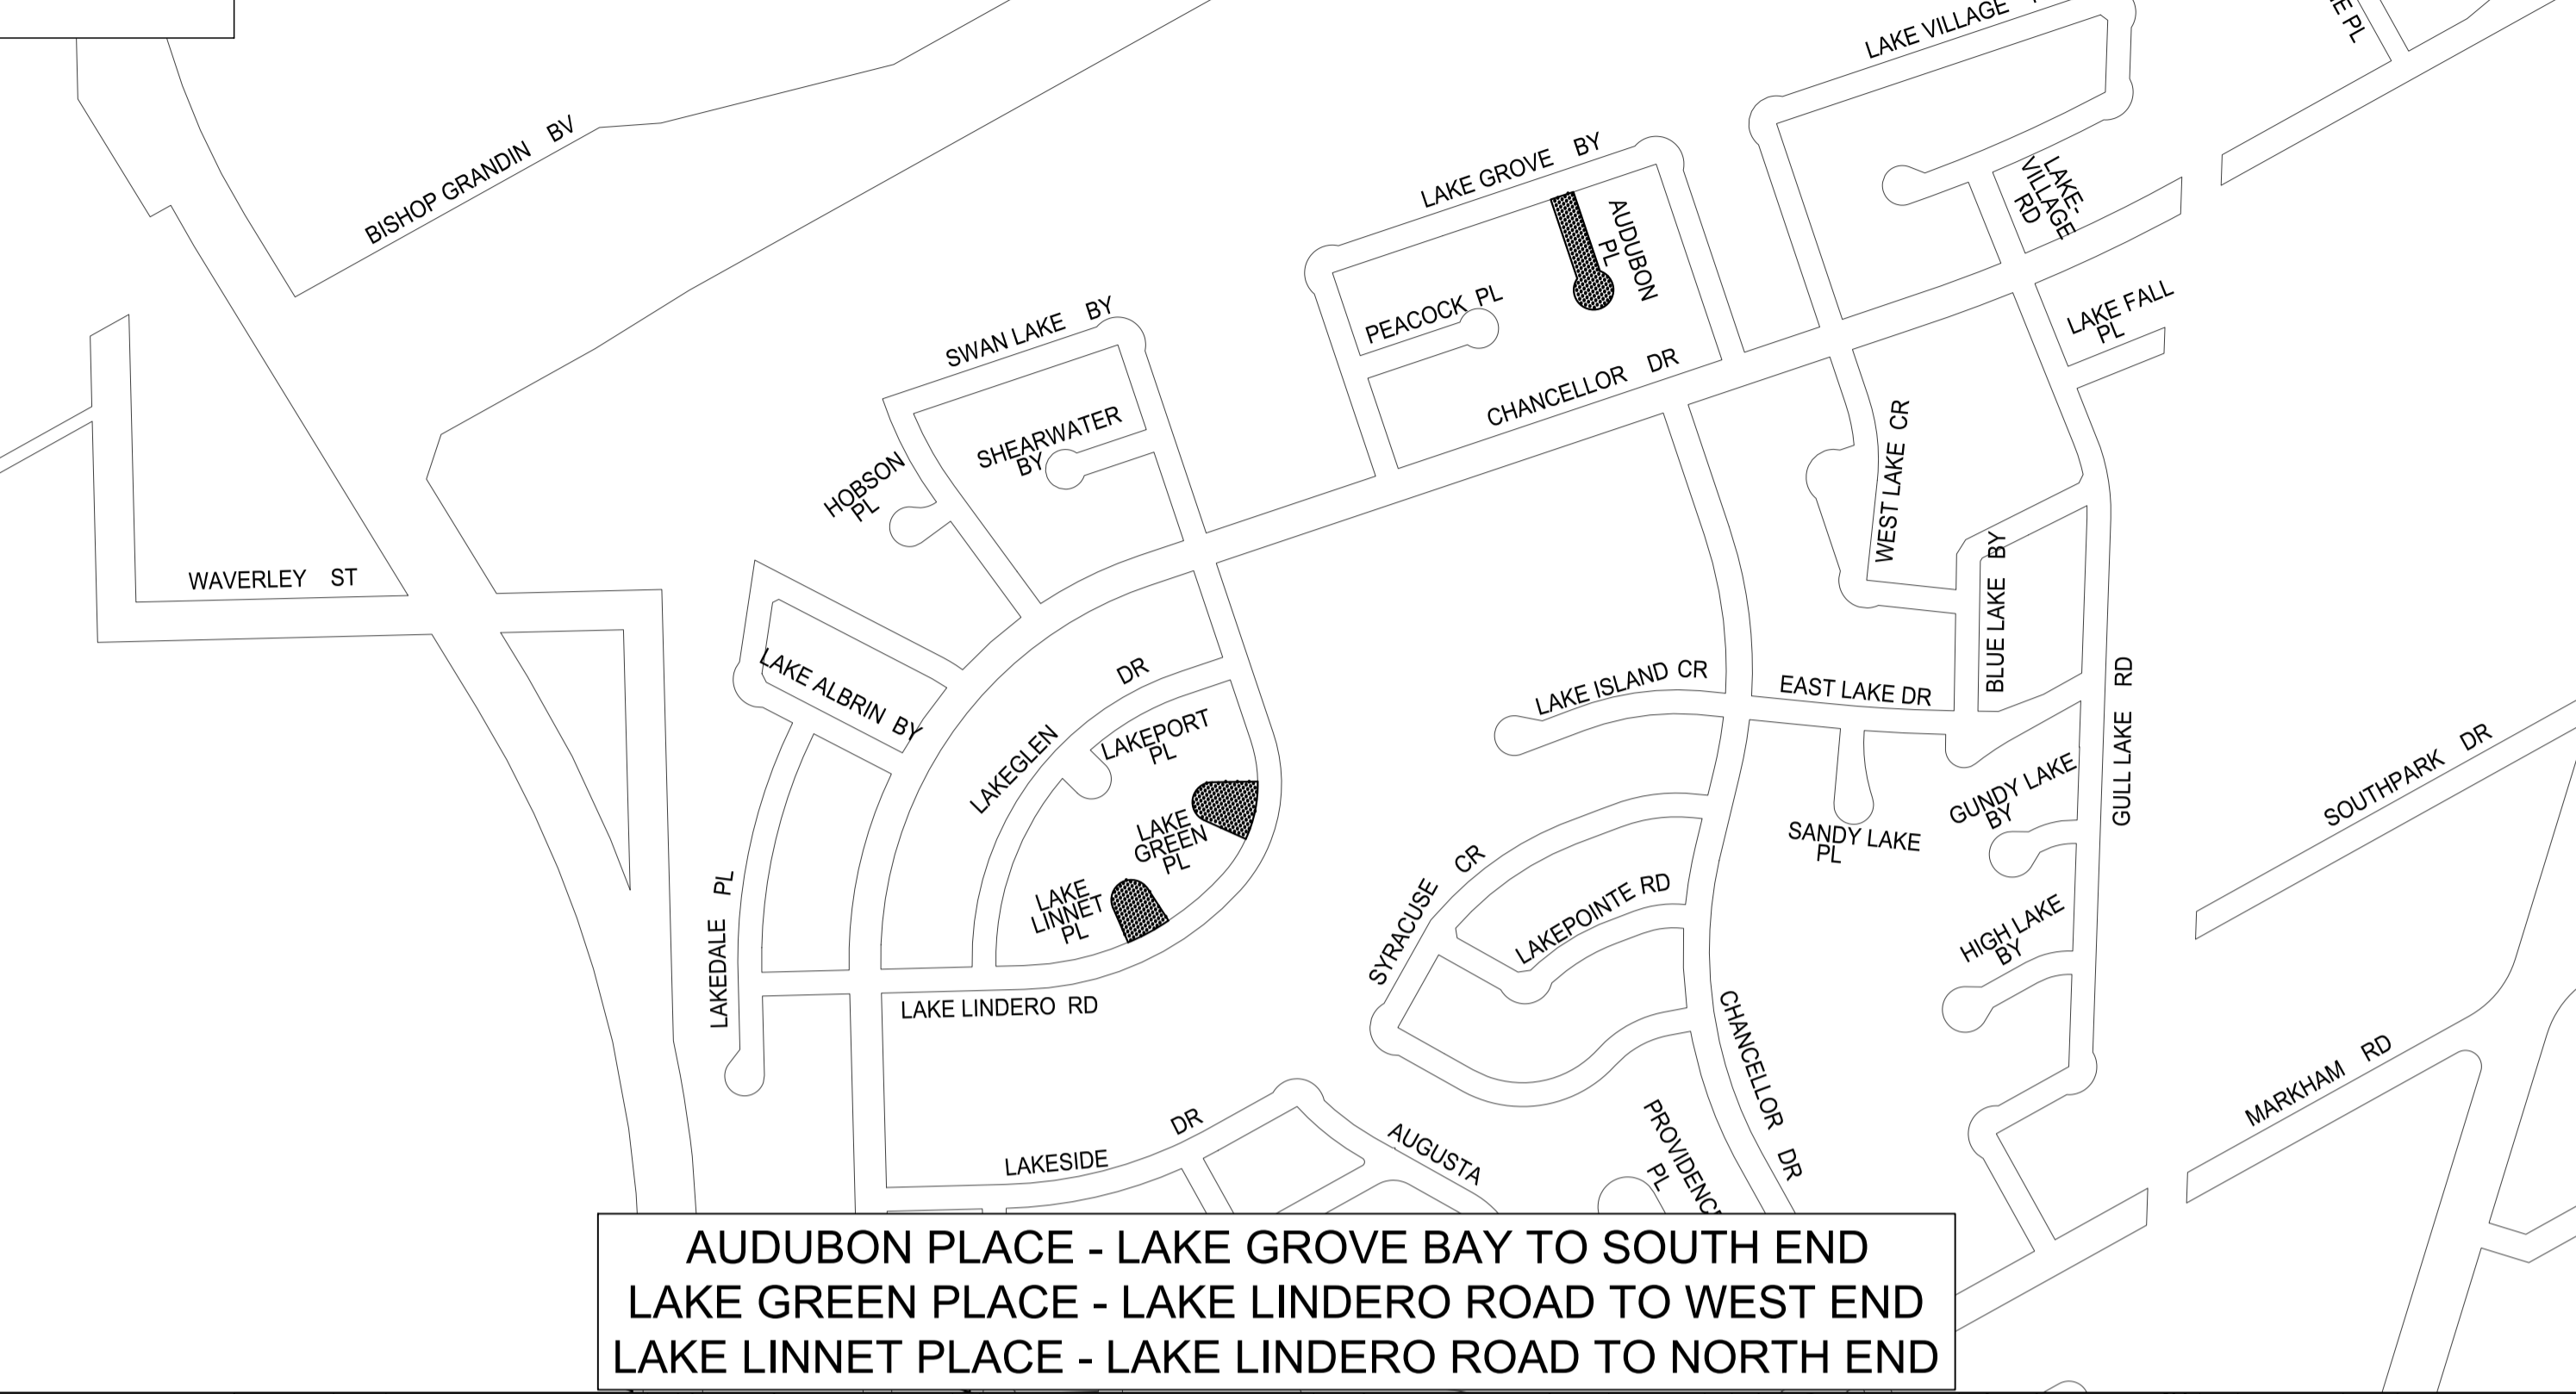 LAKE VILLAGE
E PL
BISHOP GRANDIN BV
LAKE GROVE BY
LAKE-
VILLAGE
RD
AUDUBON
PL
LAKE FALL
PL
PEACOCK PL
SWAN LAKE BY
CHANCELLOR DR
SHEARWATER
BY
WEST LAKE CR
HOBSON
PL
WAVERLEY ST
BLUE LAKE BY
LAKE ALBRIN BY
LAKEGLEN DR
LAKE ISLAND CR
EAST LAKE DR
LAKEPORT
PL
GULL LAKE RD
SOUTHPARK DR
GUNDY LAKE
BY
LAKE
GREEN
PL
SANDY LAKE
PL
SYRACUSE CR
LAKEPOINTE RD
LAKE
LINNET
PL
HIGH LAKE
BY
LAKEDALE PL
LAKE LINDERO RD
CHANCELLOR DR
MARKHAM RD
LAKESIDE DR
AUGUSTA
PROVIDENCE
PL
AUDUBON PLACE - LAKE GROVE BAY TO SOUTH END
LAKE GREEN PLACE - LAKE LINDERO ROAD TO WEST END
LAKE LINNET PLACE - LAKE LINDERO ROAD TO NORTH END